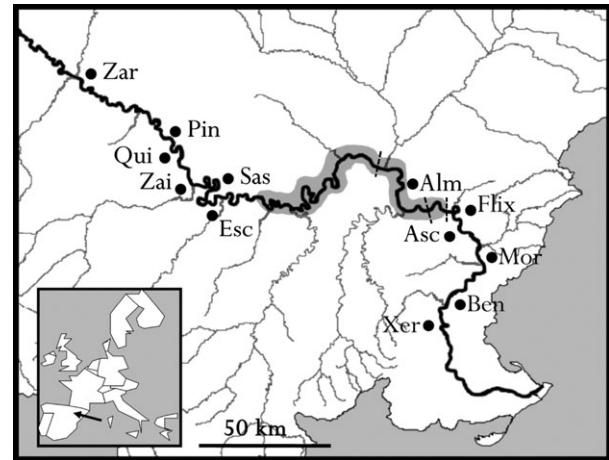 Zar
Pin
Qui
Zai
Sas
Esc
Alm
Flix
Asc
Mor
Ben
Xer
50 km